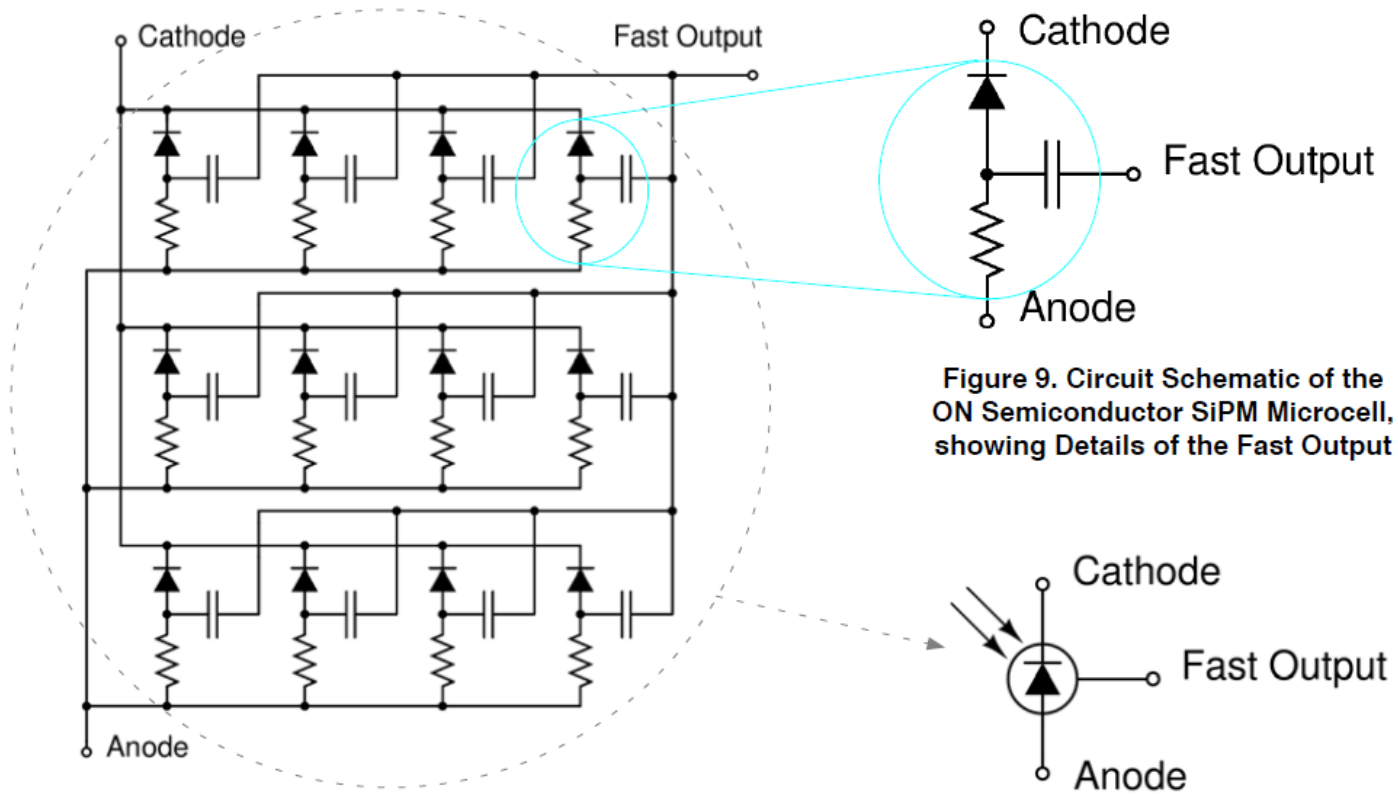 Cathode
Fast Output
Anode
Cathode
Fast Output
Anode
Figure 9. Circuit Schematic of the
ON Semiconductor SiPM Microcell,
showing Details of the Fast Output
Cathode
Fast Output
Anode